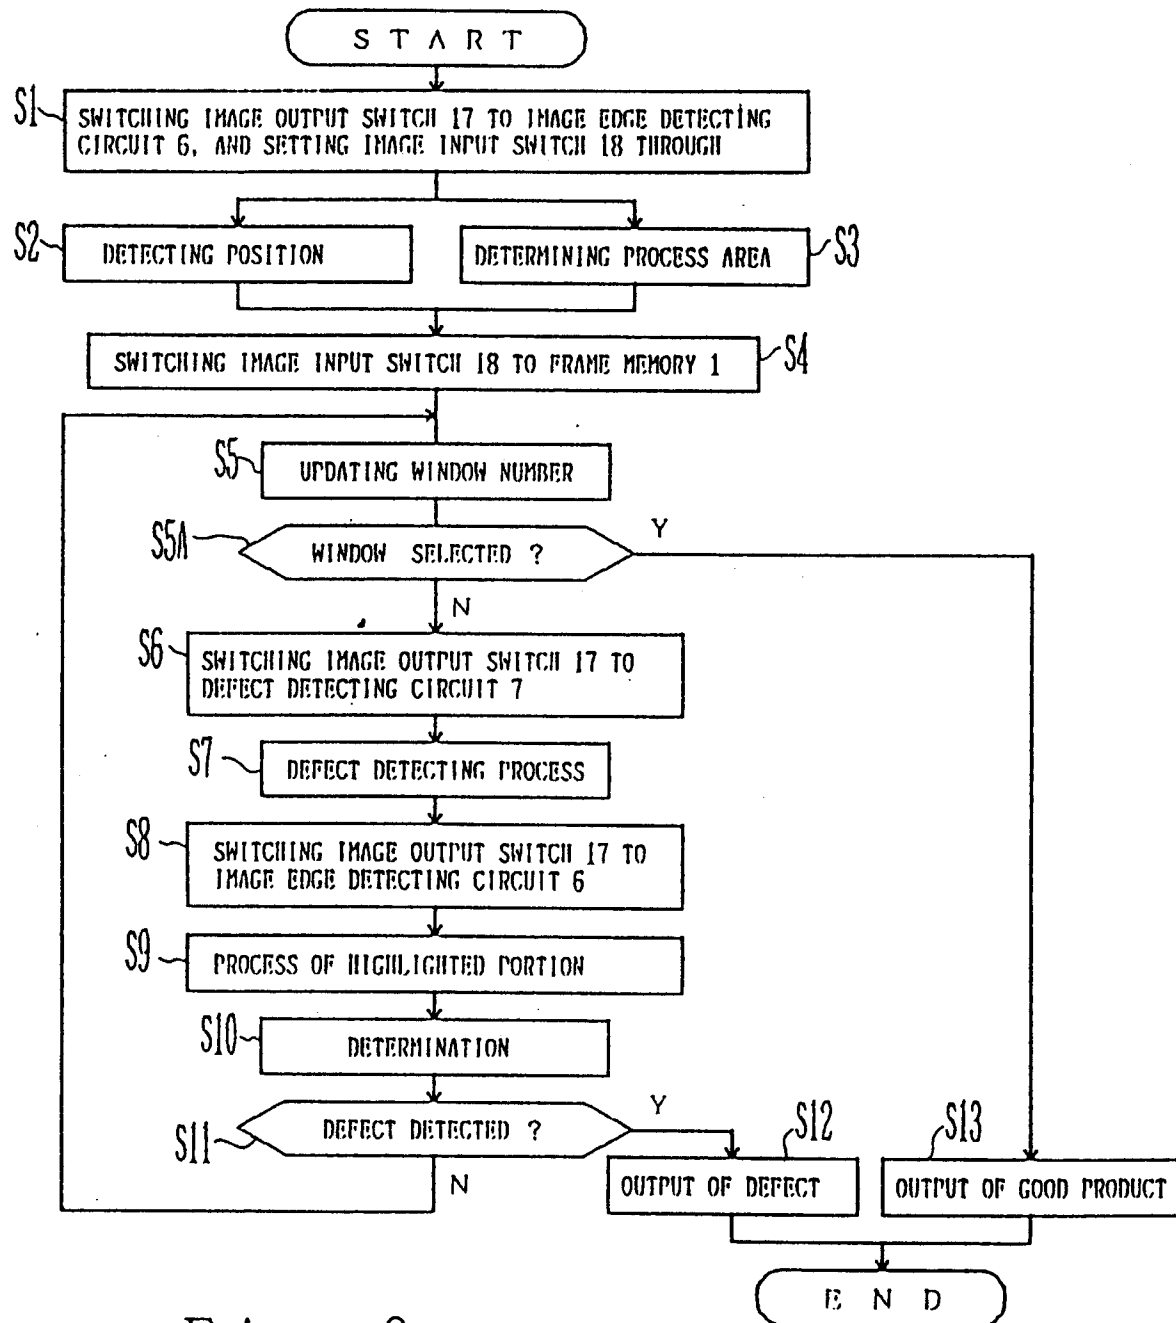 START
S1
SWITCHING IMAGE OUTPUT SWITCH 17 TO IMAGE EDGE DETECTING
CIRCUIT 6, AND SETTING IMAGE INPUT SWITCH 18 THROUGH
S2
DETECTING POSITION
DETERMINING PROCESS AREA
S3
SWITCHING IMAGE INPUT SWITCH 18 TO FRAME MEMORY 1
S4
S5
UPDATING WINDOW NUMBER
S5A
WINDOW SELECTED ?
Y
N
S6
SWITCHING IMAGE OUTPUT SWITCH 17 TO
DEFECT DETECTING CIRCUIT 7
S7
DEFECT DETECTING PROCESS
S8
SWITCHING IMAGE OUTPUT SWITCH 17 TO
IMAGE EDGE DETECTING CIRCUIT 6
S9
PROCESS OF HIGHLIGHTED PORTION
S10
DETERMINATION
S11
DEFECT DETECTED ?
Y
N
S12
OUTPUT OF DEFECT
S13
OUTPUT OF GOOD PRODUCT
END